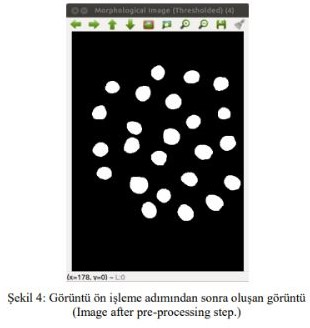 Morphological Image (Thresholded) (4)
(x=178, y=0) ~ L:0
Şekil 4: Görüntü ön işleme adımından sonra oluşan görüntü
(Image after pre-processing step.)